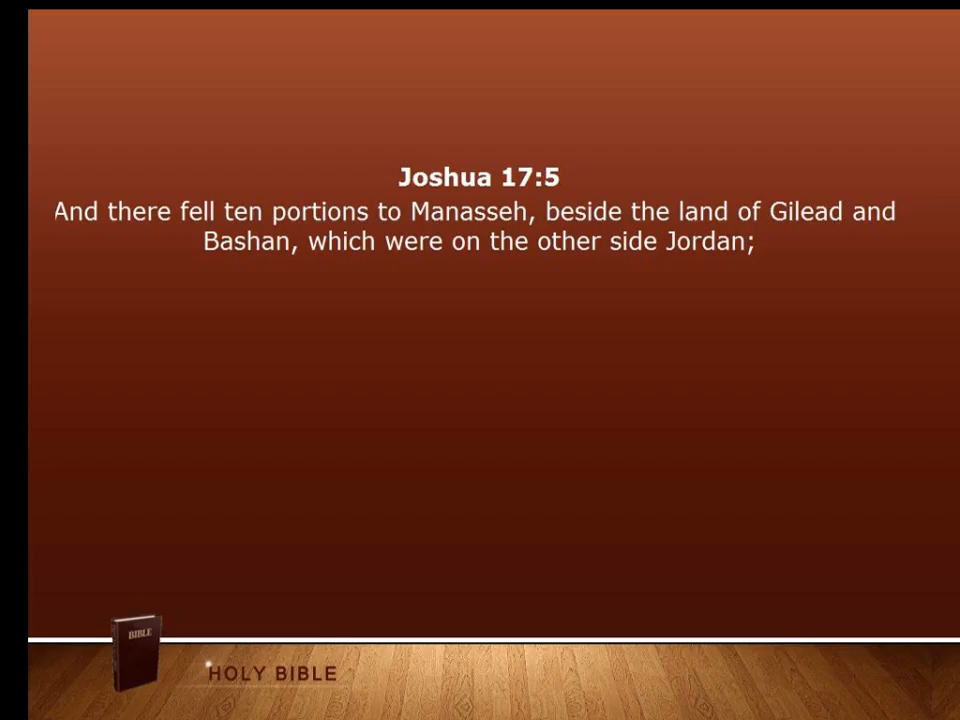 Joshua 17:5
And there fell ten portions to Manasseh, beside the land of Gilead and
Bashan, which were on the other side Jordan;
BIBLE
HOLY BIBLE